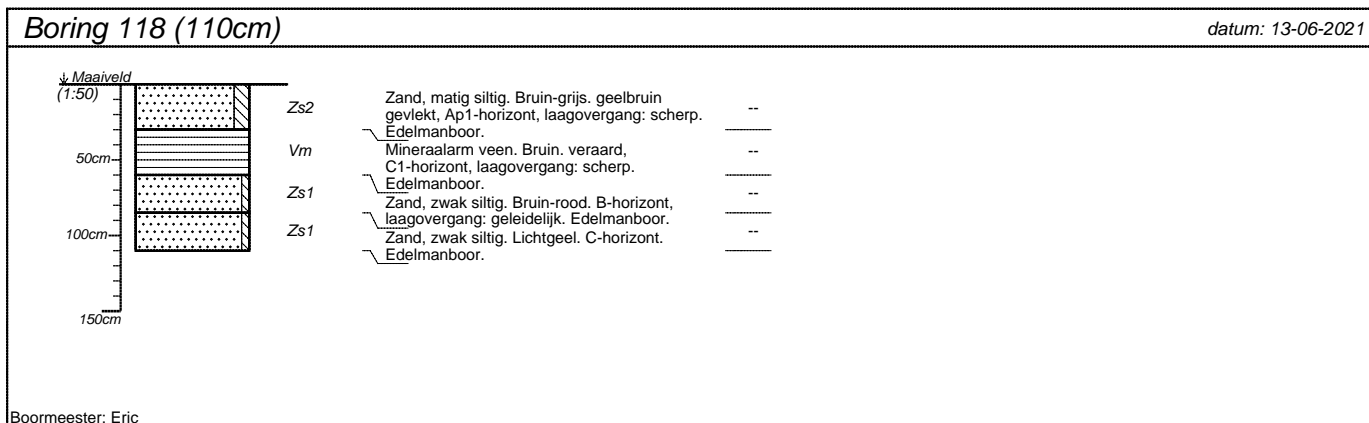 Boring 118 (110cm)
datum: 13-06-2021
Maaiveld
(1:50)
Zs2
Zand, matig siltig. Bruin-grijs. geelbruin
gevlekt, Ap1-horizont, laagovergang: scherp.
Edelmanboor.
--
50cm
Vm
Mineraalarm veen. Bruin. veraard,
C1-horizont, laagovergang: scherp.
Edelmanboor.
--
Zs1
Zand, zwak siltig. Bruin-rood. B-horizont,
laagovergang: geleidelijk. Edelmanboor.
--
100cm
Zs1
Zand, zwak siltig. Lichtgeel. C-horizont.
Edelmanboor.
--
150cm
Boormeester: Eric